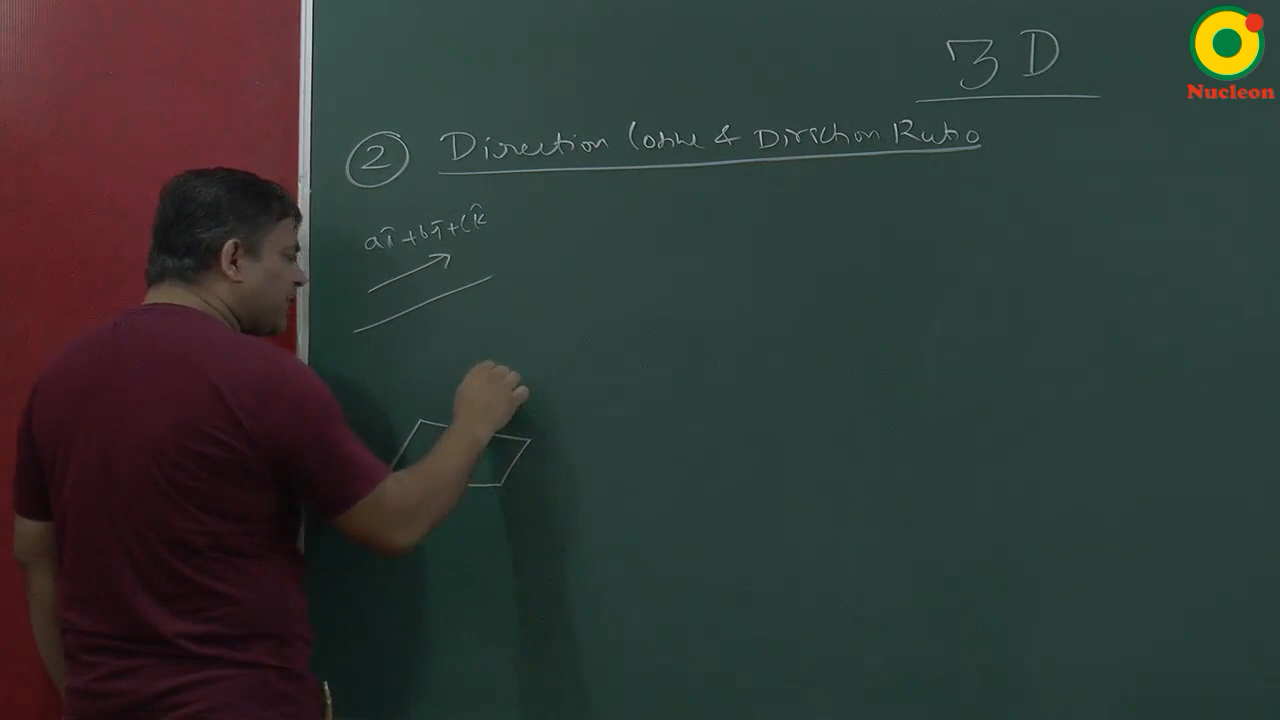 3D
Nucleon
2 Direction Cosine & Direction Ratio
aî + bĵ + ck̂